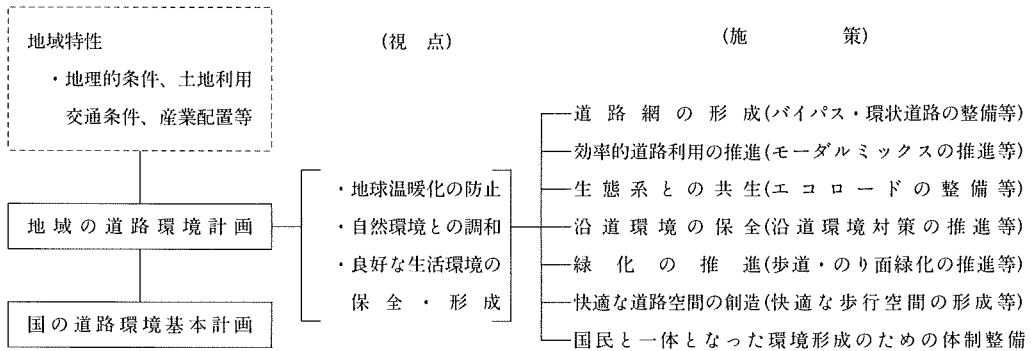 地域特性
・地理的条件、土地利用
交通条件、産業配置等
地域の道路環境計画
国の道路環境基本計画
(視 点)
・地球温暖化の防止
・自然環境との調和
・良好な生活環境の
保全・形成
(施 策)
道路網の形成(バイパス・環状道路の整備等)
効率的道路利用の推進(モーダルミックスの推進等)
生態系との共生(エコロードの整備等)
沿道環境の保全(沿道環境対策の推進等)
緑化の推進(歩道・のり面緑化の推進等)
快適な道路空間の創造(快適な歩行空間の形成等)
国民と一体となった環境形成のための体制整備